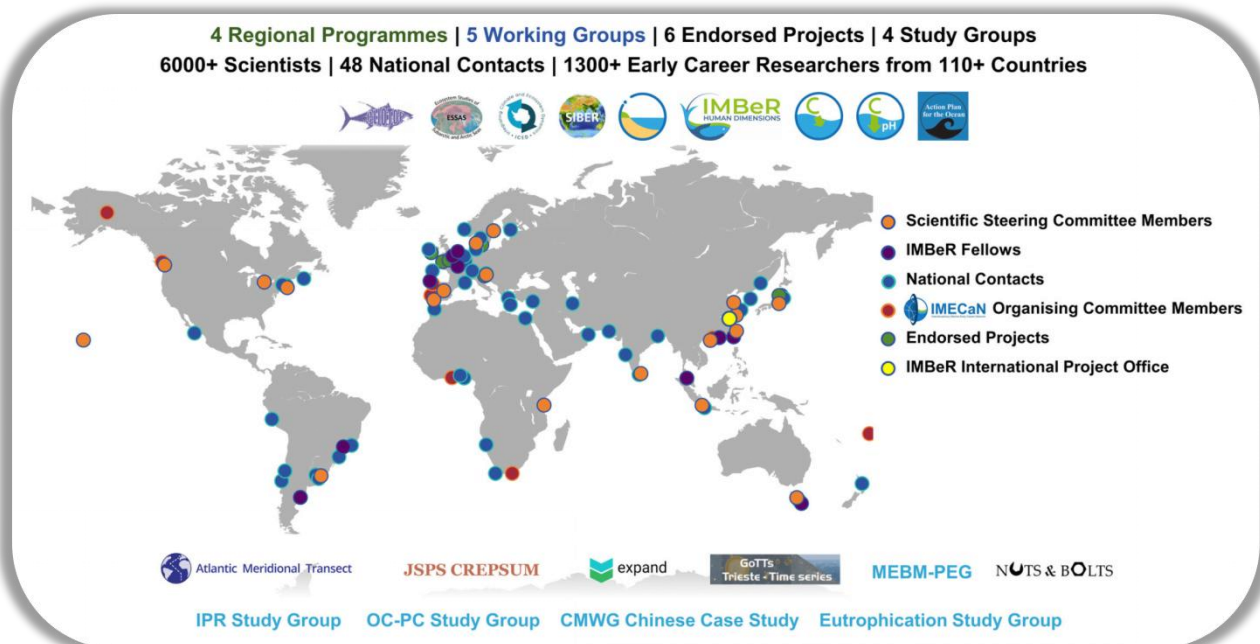 4 Regional Programmes | 5 Working Groups | 6 Endorsed Projects | 4 Study Groups
6000+ Scientists | 48 National Contacts | 1300+ Early Career Researchers from 110+ Countries
Ecosystem Studies of
ESSAS
SIBER
IMBeR
HUMAN DIMENSIONS
C
C
pH
Action Plan
for the Ocean
Scientific Steering Committee Members
IMBeR Fellows
National Contacts
IMECaN Organising Committee Members
Endorsed Projects
IMBeR International Project Office
Atlantic Meridional Transect
JSPS CREPSUM
expand
GoTTs
Trieste - Time series
MEBM-PEG
NUTS & BOLTS
IPR Study Group OC-PC Study Group CMWG Chinese Case Study Eutrophication Study Group